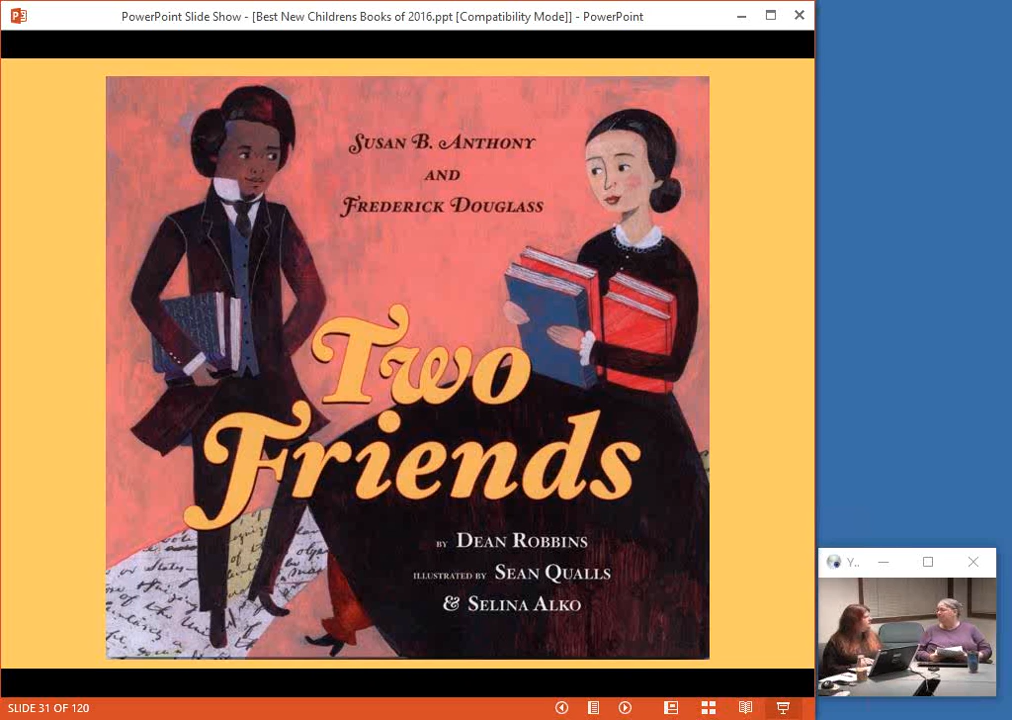 PowerPoint Slide Show - [Best New Childrens Books of 2016.ppt [Compatibility Mode]] - PowerPoint
Susan B. Anthony
and
Frederick Douglass
Two
Friends
by Dean Robbins
illustrated by Sean Qualls
& Selina Alko
Y..
SLIDE 31 OF 120